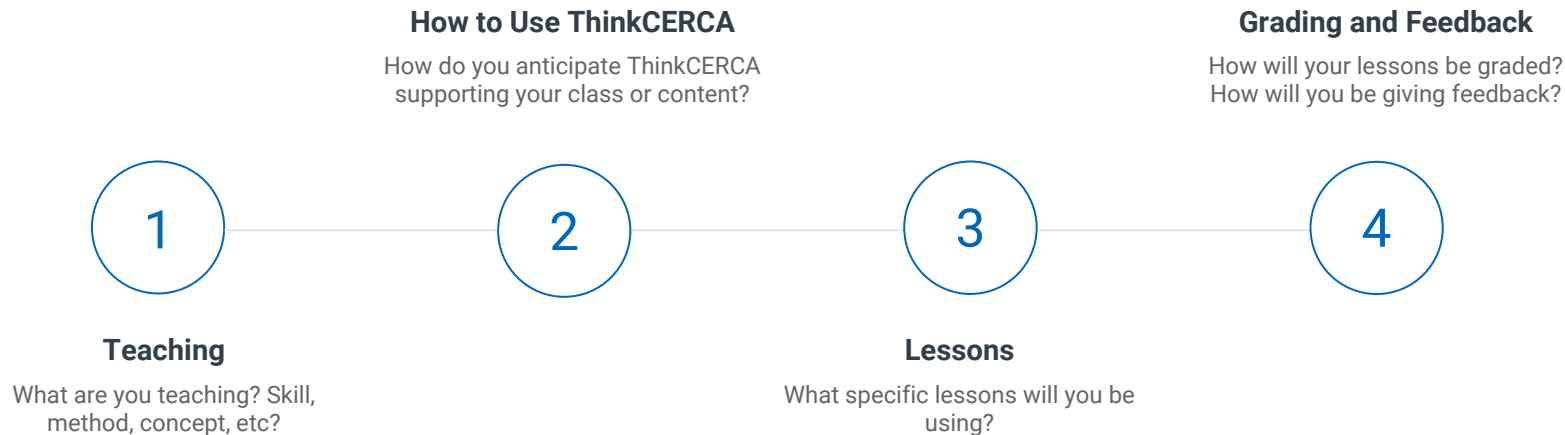 How to Use ThinkCERCA
How do you anticipate ThinkCERCA
supporting your class or content?
Grading and Feedback
How will your lessons be graded?
How will you be giving feedback?
1
2
3
4
Teaching
What are you teaching? Skill,
method, concept, etc?
Lessons
What specific lessons will you be
using?